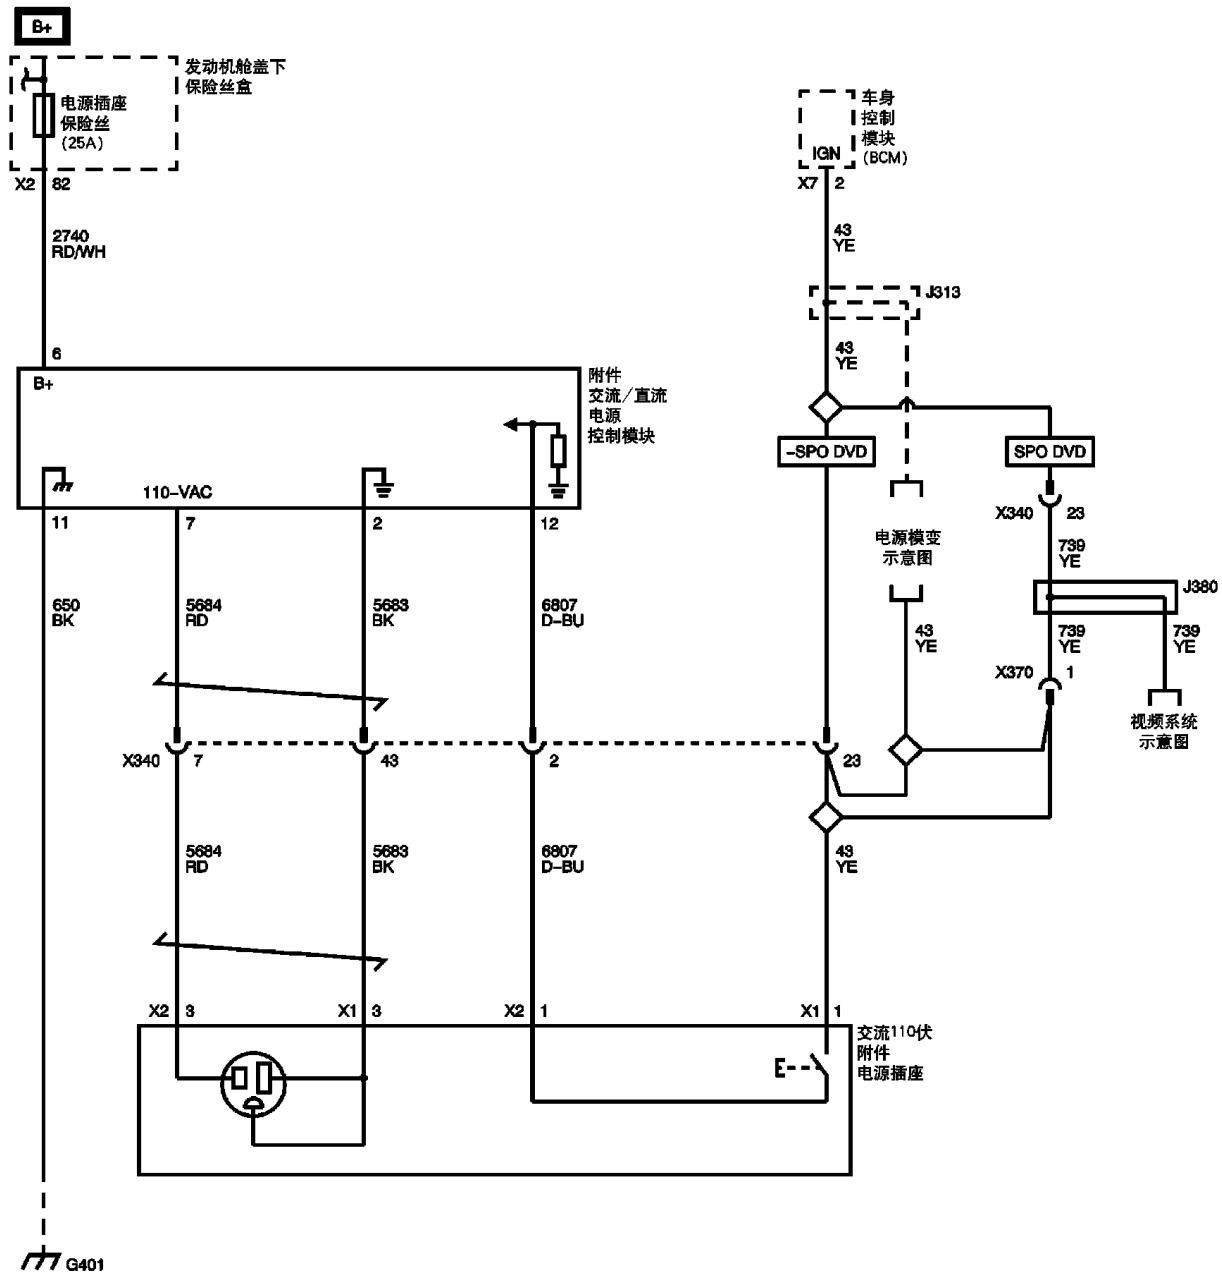 B+
发动机舱盖下
保险丝盒
电源插座
保险丝
(25A)
X2 82
2740
RD/WH
6
B+
附件
交流/直流
电源
控制模块
110-VAC
11
7
2
12
650
BK
5684
RD
5683
BK
6807
D-BU
车身
控制
模块
(BCM)
IGN
X7 2
43
YE
J313
43
YE
-SPO DVD
SPO DVD
X340 23
电源模变
示意图
739
YE
J380
43
YE
739
YE
739
YE
X370 1
视频系统
示意图
X340 7
43
2
23
5684
RD
5683
BK
6807
D-BU
43
YE
X2 3
X1 3
X2 1
X1 1
交流110伏
附件
电源插座
G401